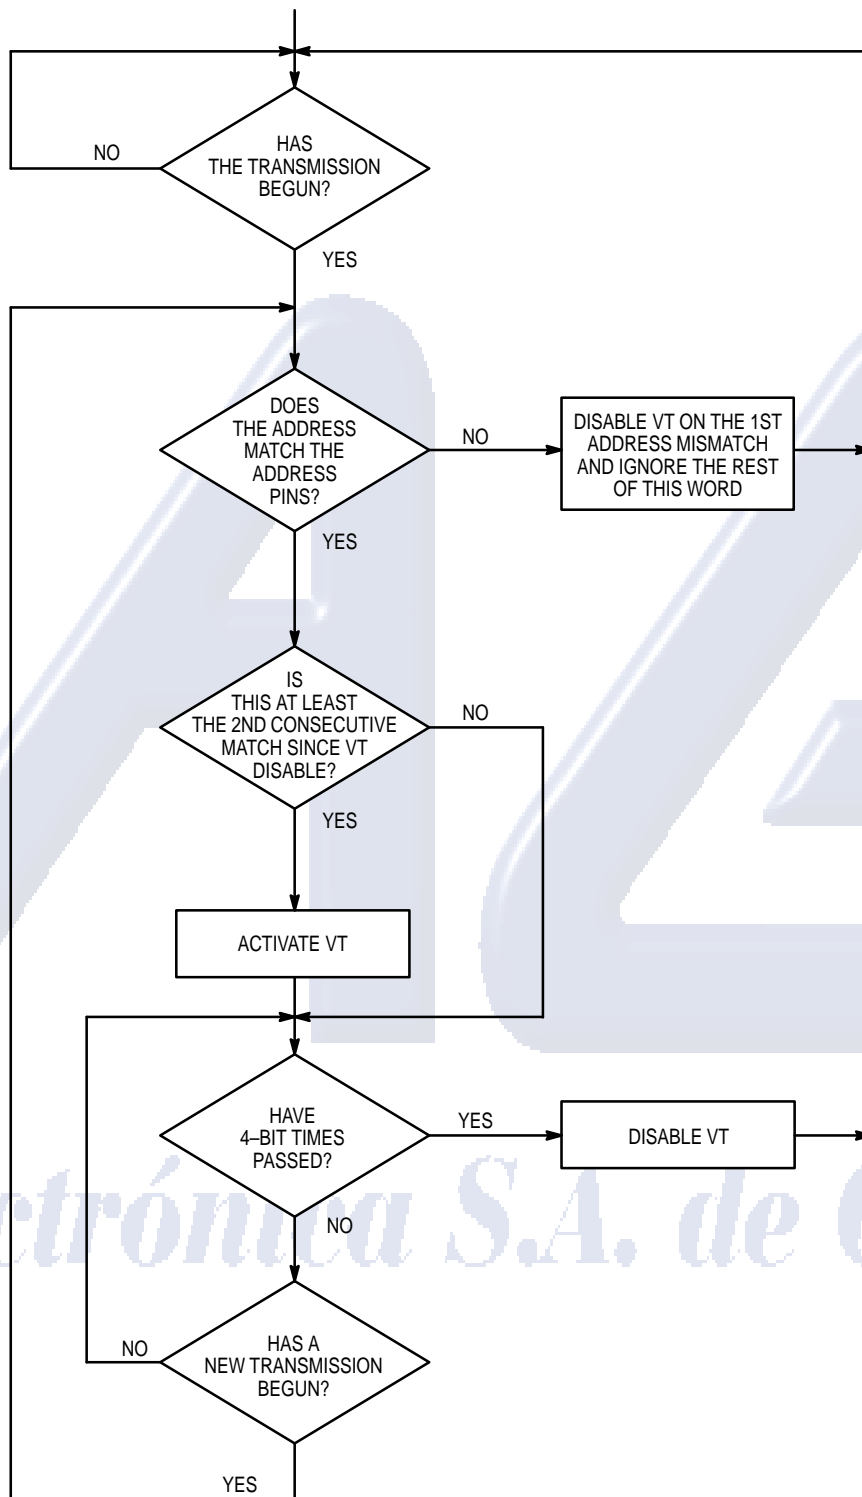 HAS
THE TRANSMISSION
BEGUN?
NO
YES
DOES
THE ADDRESS
MATCH THE
ADDRESS
PINS?
NO
DISABLE VT ON THE 1ST
ADDRESS MISMATCH
AND IGNORE THE REST
OF THIS WORD
YES
IS
THIS AT LEAST
THE 2ND CONSECUTIVE
MATCH SINCE VT
DISABLE?
NO
YES
ACTIVATE VT
HAVE
4–BIT TIMES
PASSED?
YES
DISABLE VT
NO
ctrónica S.A. de C
HAS A
NEW TRANSMISSION
BEGUN?
NO
YES